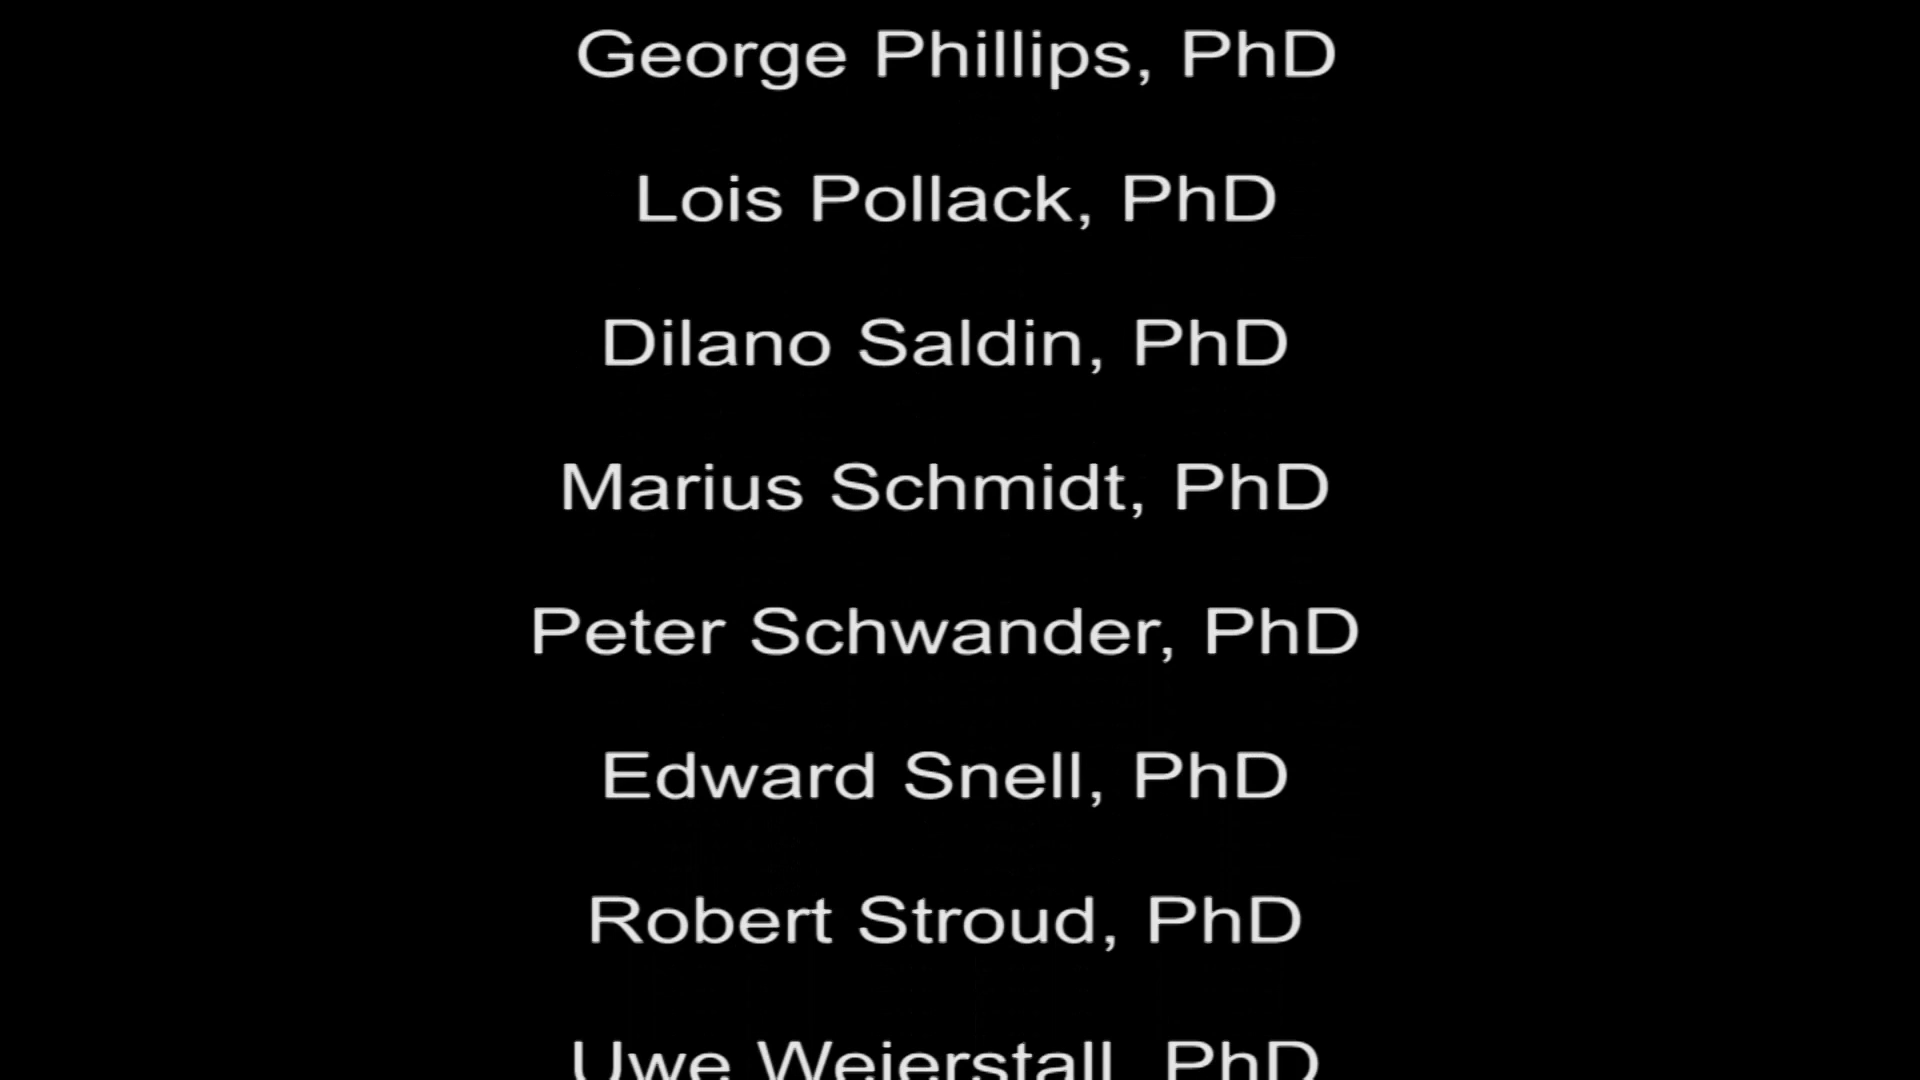 George Phillips, PhD
Lois Pollack, PhD
Dilano Saldin, PhD
Marius Schmidt, PhD
Peter Schwander, PhD
Edward Snell, PhD
Robert Stroud, PhD
Uwe Weierstall, PhD